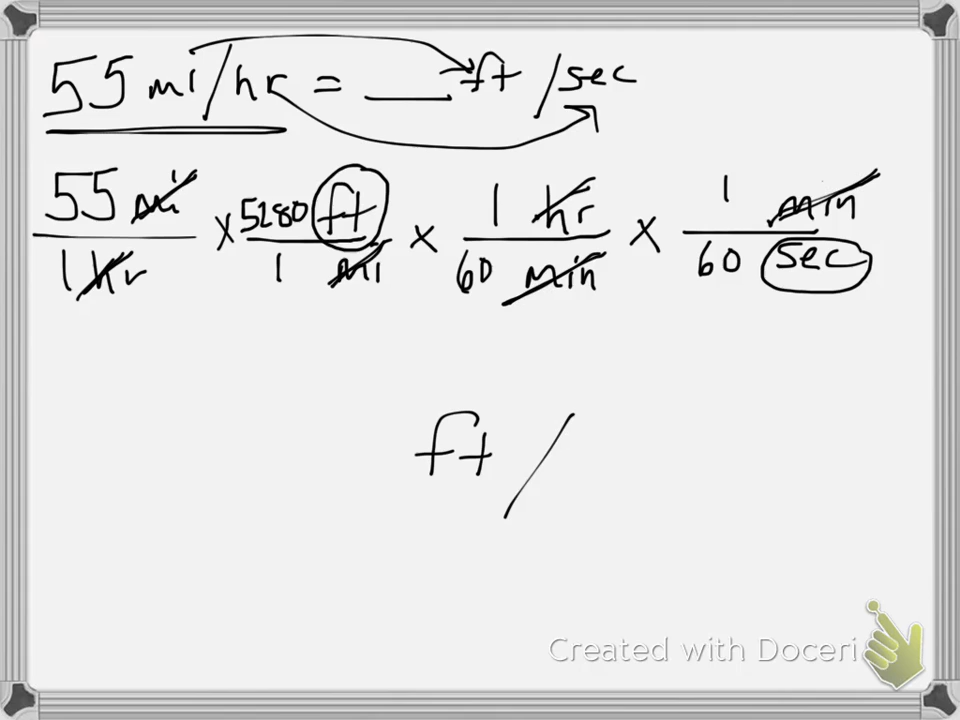 55 mi/hr = ___ ft /sec
55 mi / 1 hr × 5280 ft / 1 mi × 1 hr / 60 min × 1 min / 60 sec
ft /
Created with Doceri